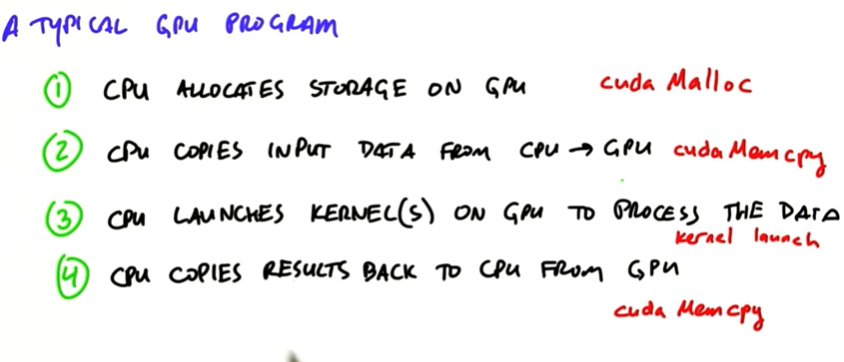 A TYPICAL GPU PROGRAM
① CPU ALLOCATES STORAGE ON GPU cuda Malloc
② CPU COPIES INPUT DATA FROM CPU → GPU cuda Memcpy
③ CPU LAUNCHES KERNEL(S) ON GPU TO PROCESS THE DATA
kernel launch
④ CPU COPIES RESULTS BACK TO CPU FROM GPU
cuda Memcpy